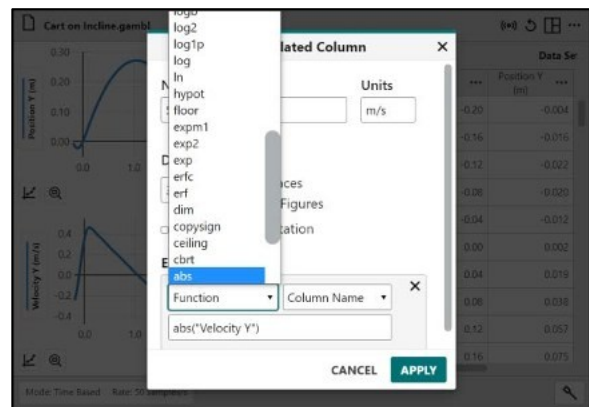 Cart on Incline.gambl
log2
log1p
log
ln
hypot
floor
expm1
exp2
exp
erfc
erf
dim
copysign
ceiling
cbrt
abs
lated Column
Units
m/s
aces
Figures
Function
Column Name
abs("Velocity Y")
CANCEL
APPLY
0.30
0.20
0.10
0.00
Position Y (m)
0.0 1.0
0.4
0.2
0.0
-0.2
-0.4
Velocity Y (m/s)
0.0 1.0
Data Se
Position Y
(m)
-0.20 -0.004
-0.16 -0.016
-0.12 -0.022
-0.08 -0.020
-0.04 -0.012
0.00 0.002
0.04 0.019
0.08 0.038
0.12 0.057
0.16 0.075
Mode: Time Based Rate: 50 samples/s